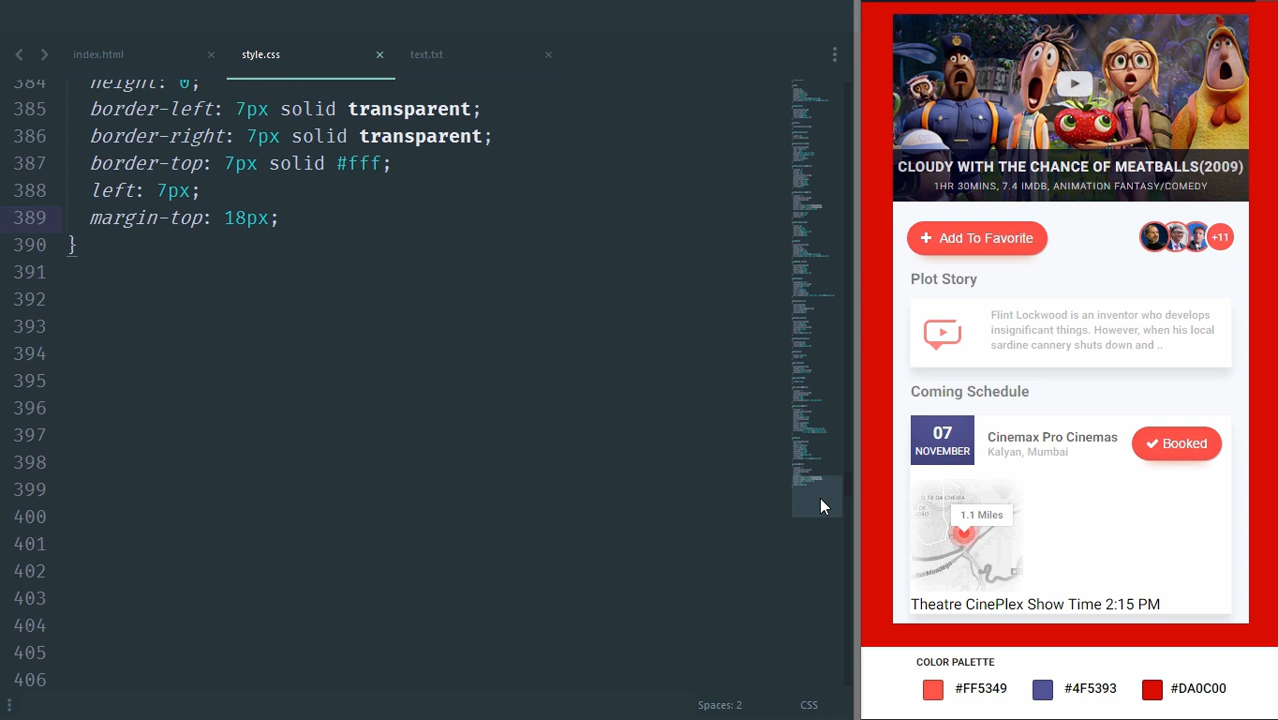 index.html
style.css
text.txt
384 height: 0;
385 border-left: 7px solid transparent;
386 border-right: 7px solid transparent;
387 border-top: 7px solid #fff;
388 left: 7px;
389 margin-top: 18px;
390 }
391
392
393
394
395
396
397
398
399
400
401
402
403
404
405
406
Spaces: 2 CSS
CLOUDY WITH THE CHANCE OF MEATBALLS(2009)
1HR 30MINS, 7.4 IMDB, ANIMATION FANTASY/COMEDY
Add To Favorite
+11
Plot Story
Flint Lockwood is an inventor who develops
insignificant things. However, when his local
sardine cannery shuts down and ..
Coming Schedule
07
NOVEMBER
Cinemax Pro Cinemas
Kalyan, Mumbai
Booked
1.1 Miles
Theatre CinePlex Show Time 2:15 PM
COLOR PALETTE
#FF5349 #4F5393 #DA0C00